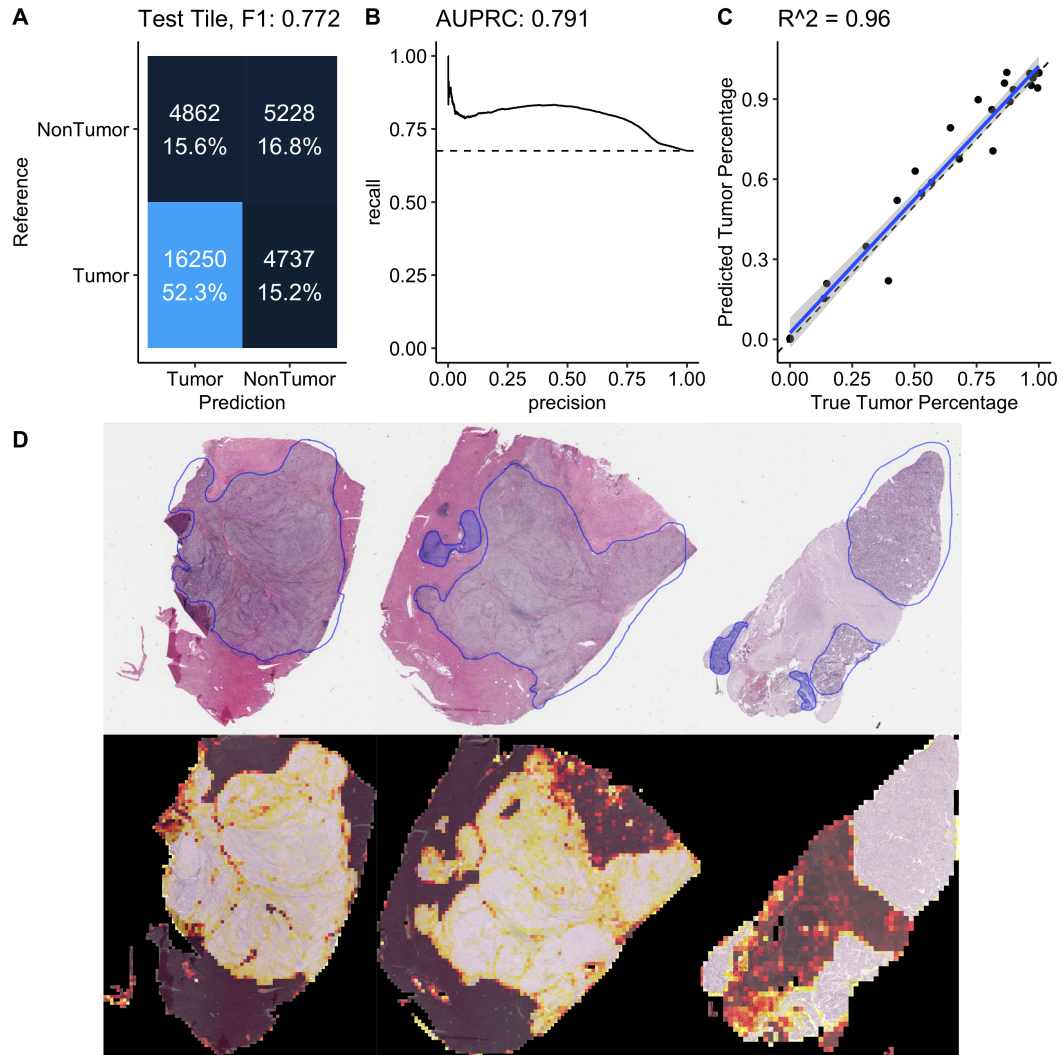 A
Test Tile, F1: 0.772
Reference
NonTumor
Tumor
4862
15.6%
5228
16.8%
16250
52.3%
4737
15.2%
Tumor
NonTumor
Prediction
B
AUPRC: 0.791
recall
1.00
0.75
0.50
0.25
0.00
0.00
0.25
0.50
0.75
1.00
precision
C
R^2 = 0.96
Predicted Tumor Percentage
0.9
0.6
0.3
0.0
0.00
0.25
0.50
0.75
1.00
True Tumor Percentage
D